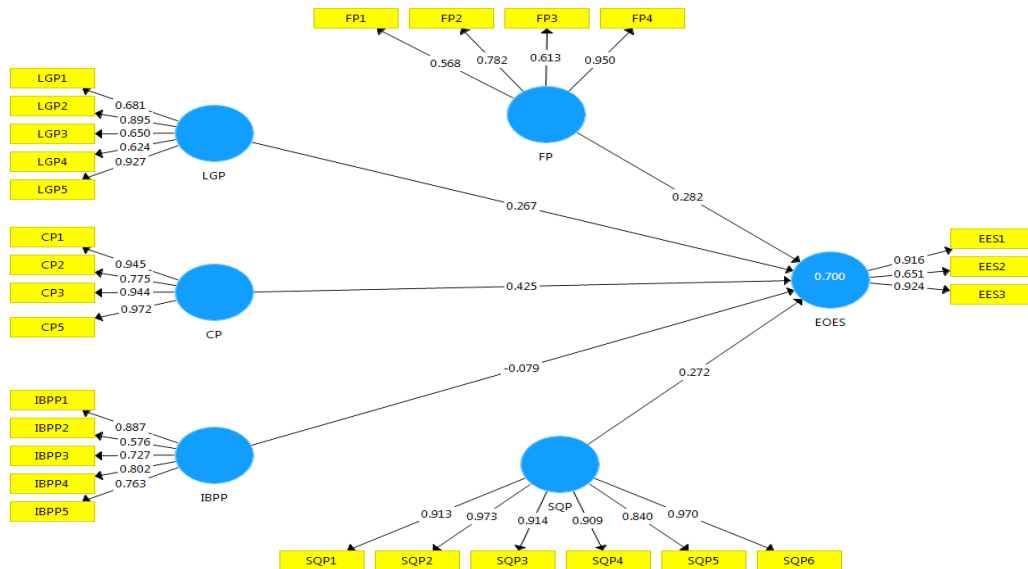 FP1 FP2 FP3 FP4
0.568 0.782 0.613 0.950
FP
LGP1
LGP2
LGP3
LGP4
LGP5
0.681
0.895
0.650
0.624
0.927
LGP
0.267
0.282
CP1
CP2
CP3
CP5
0.945
0.775
0.944
0.972
CP
0.425
0.700
EOES
0.916
0.651
0.924
EES1
EES2
EES3
IBPP1
IBPP2
IBPP3
IBPP4
IBPP5
0.887
0.576
0.727
0.802
0.763
IBPP
-0.079
0.272
SQP
0.913 0.973 0.914 0.909 0.840 0.970
SQP1 SQP2 SQP3 SQP4 SQP5 SQP6